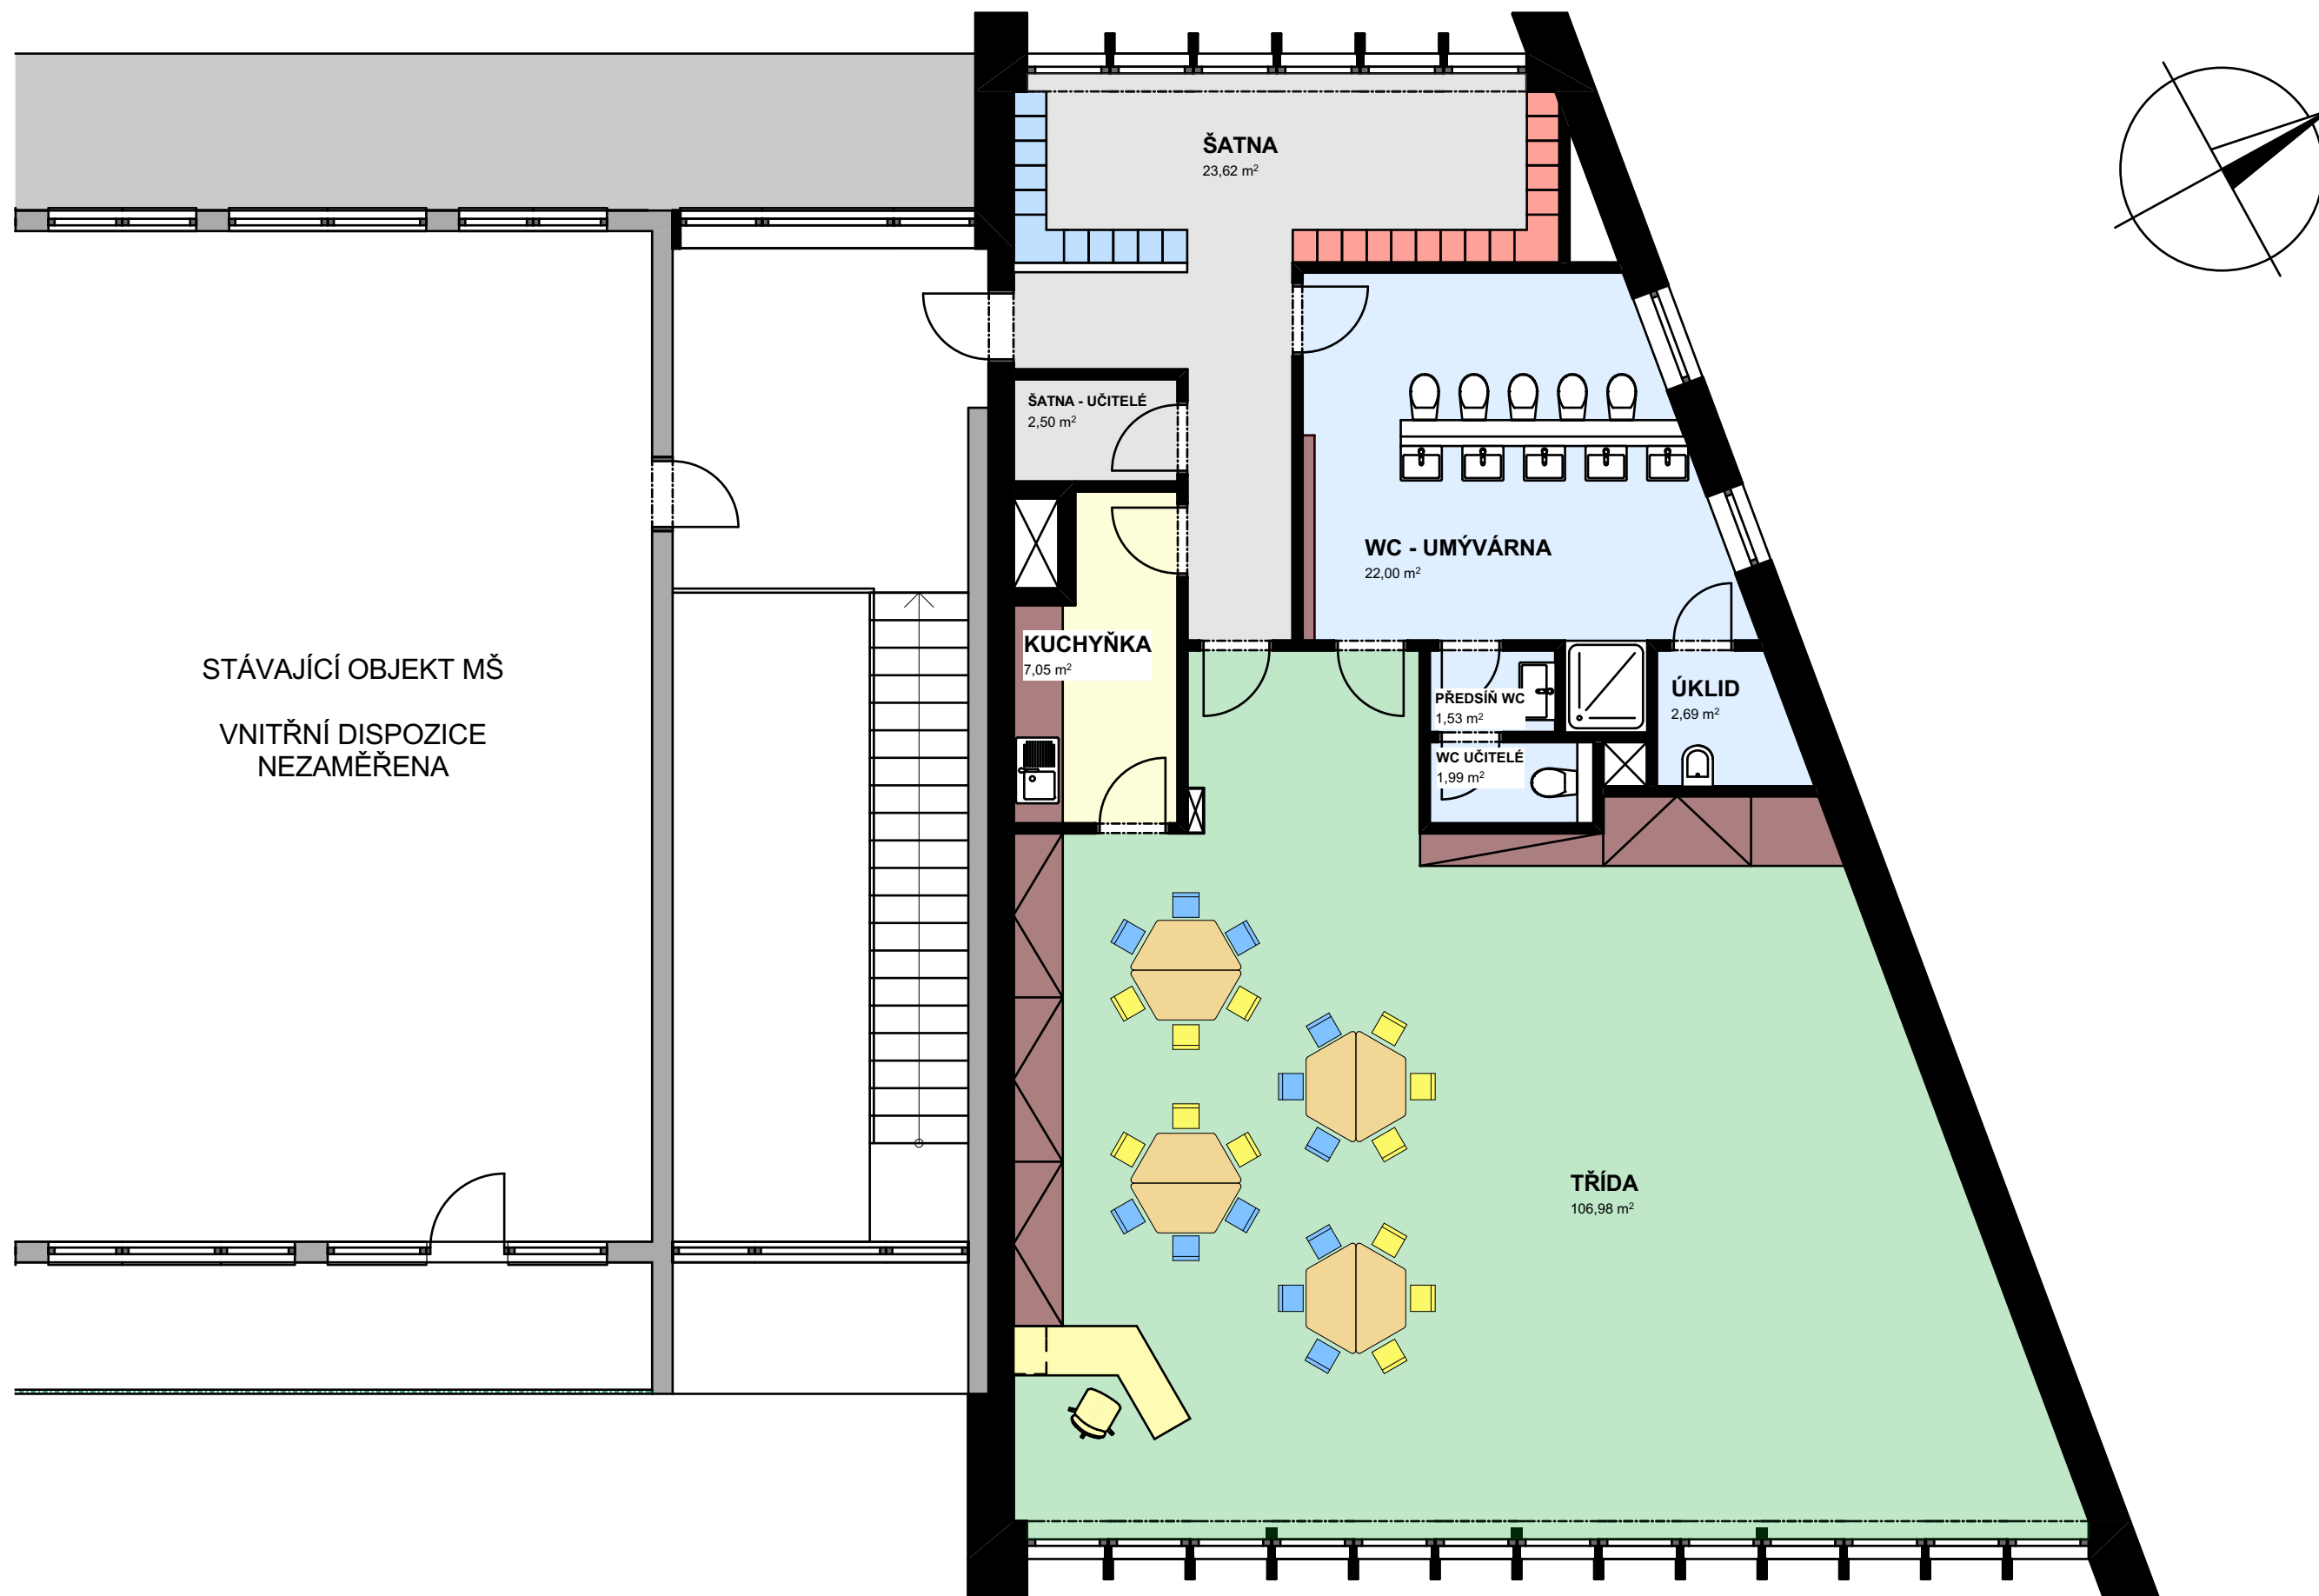 ŠATNA
23,62 m²
ŠATNA - UČITELÉ
2,50 m²
WC - UMÝVÁRNA
22,00 m²
KUCHYŇKA
7,05 m²
STÁVAJÍCÍ OBJEKT MŠ
VNITŘNÍ DISPOZICE
NEZAMĚŘENA
PŘEDSÍŇ WC
1,53 m²
ÚKLID
2,69 m²
WC UČITELÉ
1,99 m²
TŘÍDA
106,98 m²